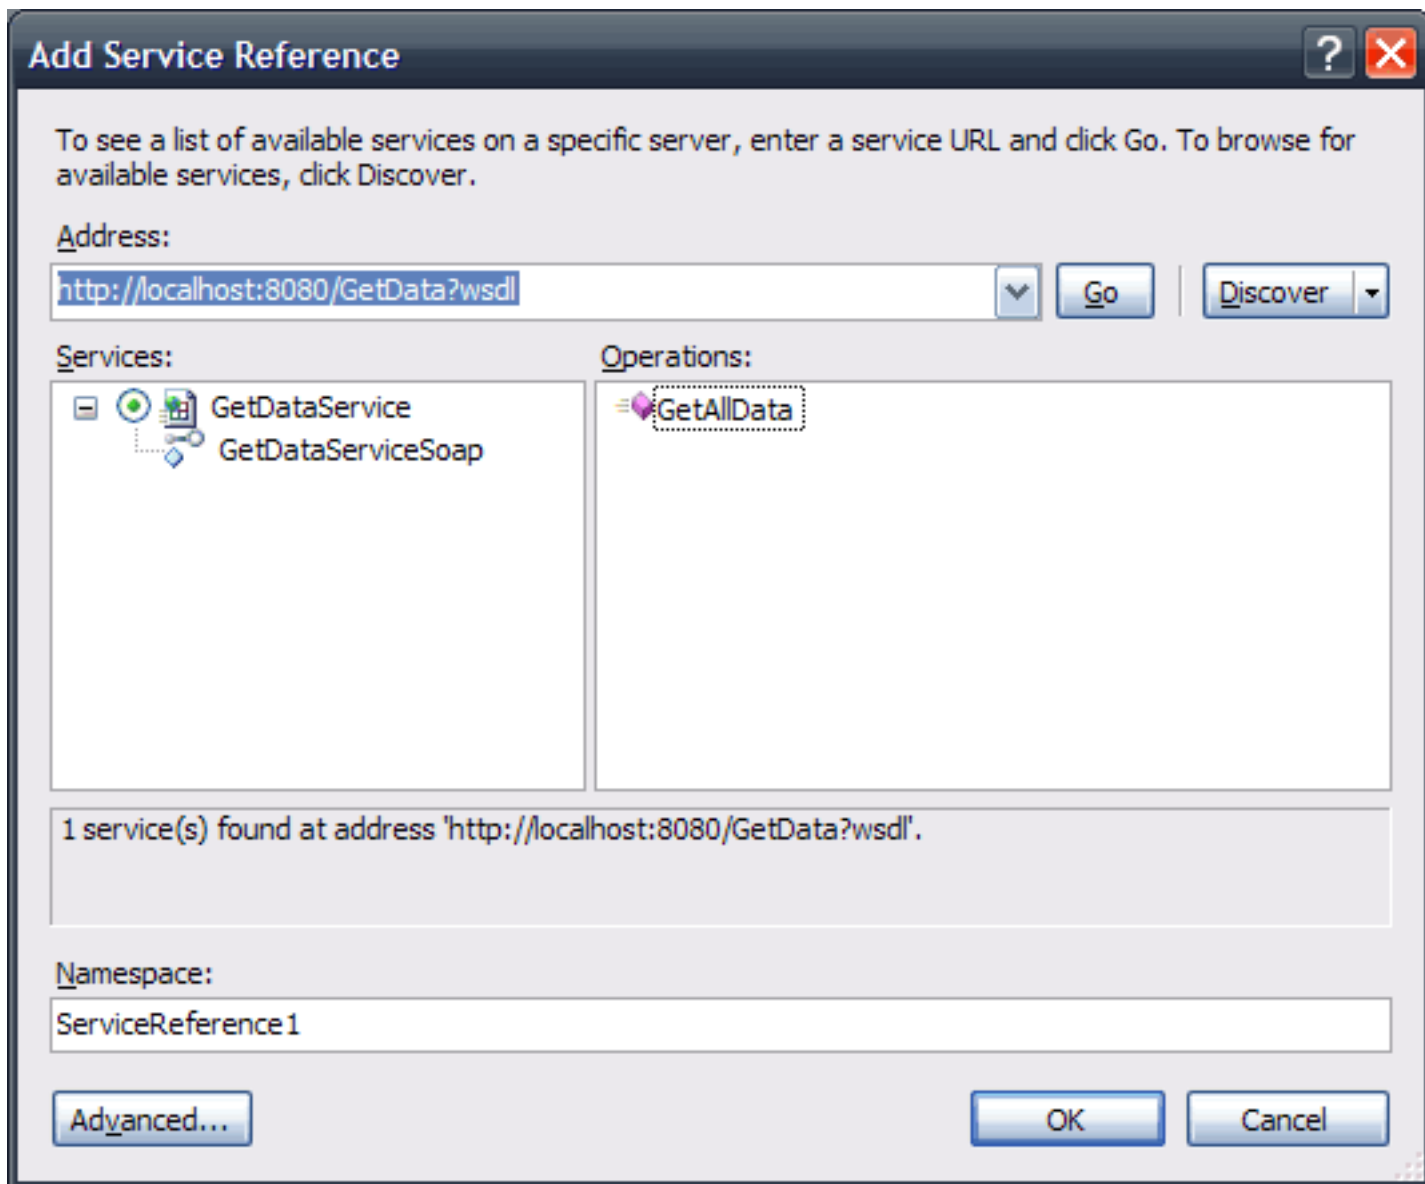 Add Service Reference
To see a list of available services on a specific server, enter a service URL and click Go. To browse for
available services, click Discover.
Address:
http://localhost:8080/GetData?wsdl
Go
Discover
Services:
Operations:
GetDataService
GetDataServiceSoap
GetAllData
1 service(s) found at address 'http://localhost:8080/GetData?wsdl'.
Namespace:
ServiceReference1
Advanced...
OK
Cancel